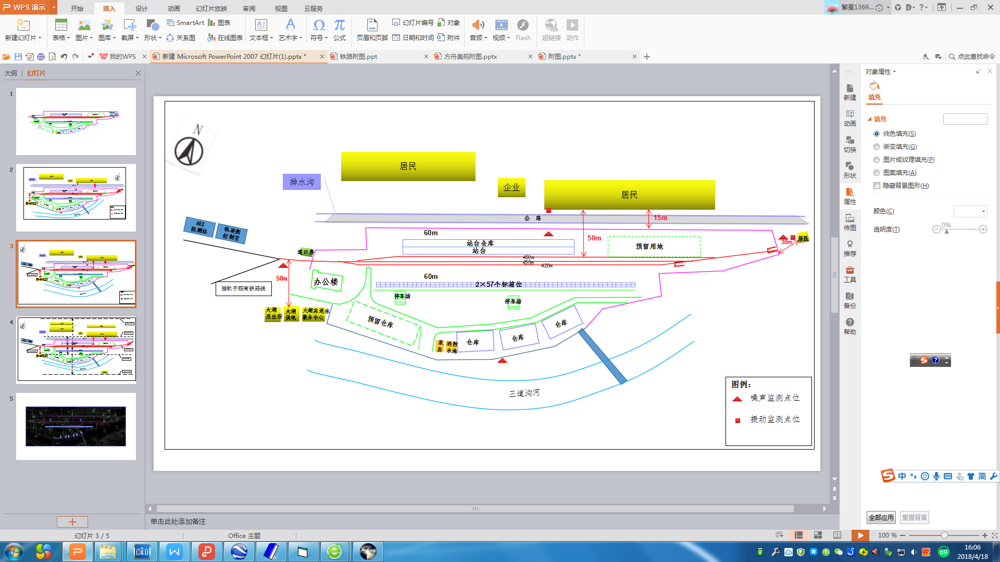 WPS 演示
开始
插入
设计
动画
幻灯片放映
审阅
视图
云服务
繁星1369...
新建幻灯片
表格
图片
图库
截屏
形状
SmartArt
图表
关系图
在线图表
文本框
艺术字
符号
公式
页眉和页脚
幻灯片编号
对象
日期和时间
附件
音频
视频
Flash
超链接
动作
我的WPS
新建 Microsoft PowerPoint 2007 幻灯片(1).pptx *
铁路附图.ppt
方舟美苑附图.pptx
附图.pptx *
点此查找命令
大纲
幻灯片
1
2
3
4
5
N
居民
排水沟
企业
居民
公 路
15m
AEI
探测站
轨道衡
控制室
60m
50m
站台仓库
站台
预留用地
30m
居民
道口房
450m
450m
420m
50m
办公楼
60m
接轨于既有铁路线
2×57个标箱位
停车场
停车场
大湖
派出所
大湖
供电
大湖离退休
服务中心
预留仓库
泵
房
消防
水池
仓库
仓库
仓库
三道沟河
图例:
噪声监测点位
振动监测点位
单击此处添加备注
新建
动画
切换
形状
属性
传图
推荐
工具
备份
帮助
对象属性
填充
填充
纯色填充(S)
渐变填充(G)
图片或纹理填充(P)
图案填充(A)
隐藏背景图形(H)
颜色(C)
透明度(T)
0%
中
简
全部应用
重置背景
幻灯片 3 / 5
Office 主题
100 %
CAD
69
16:06
2018/4/18